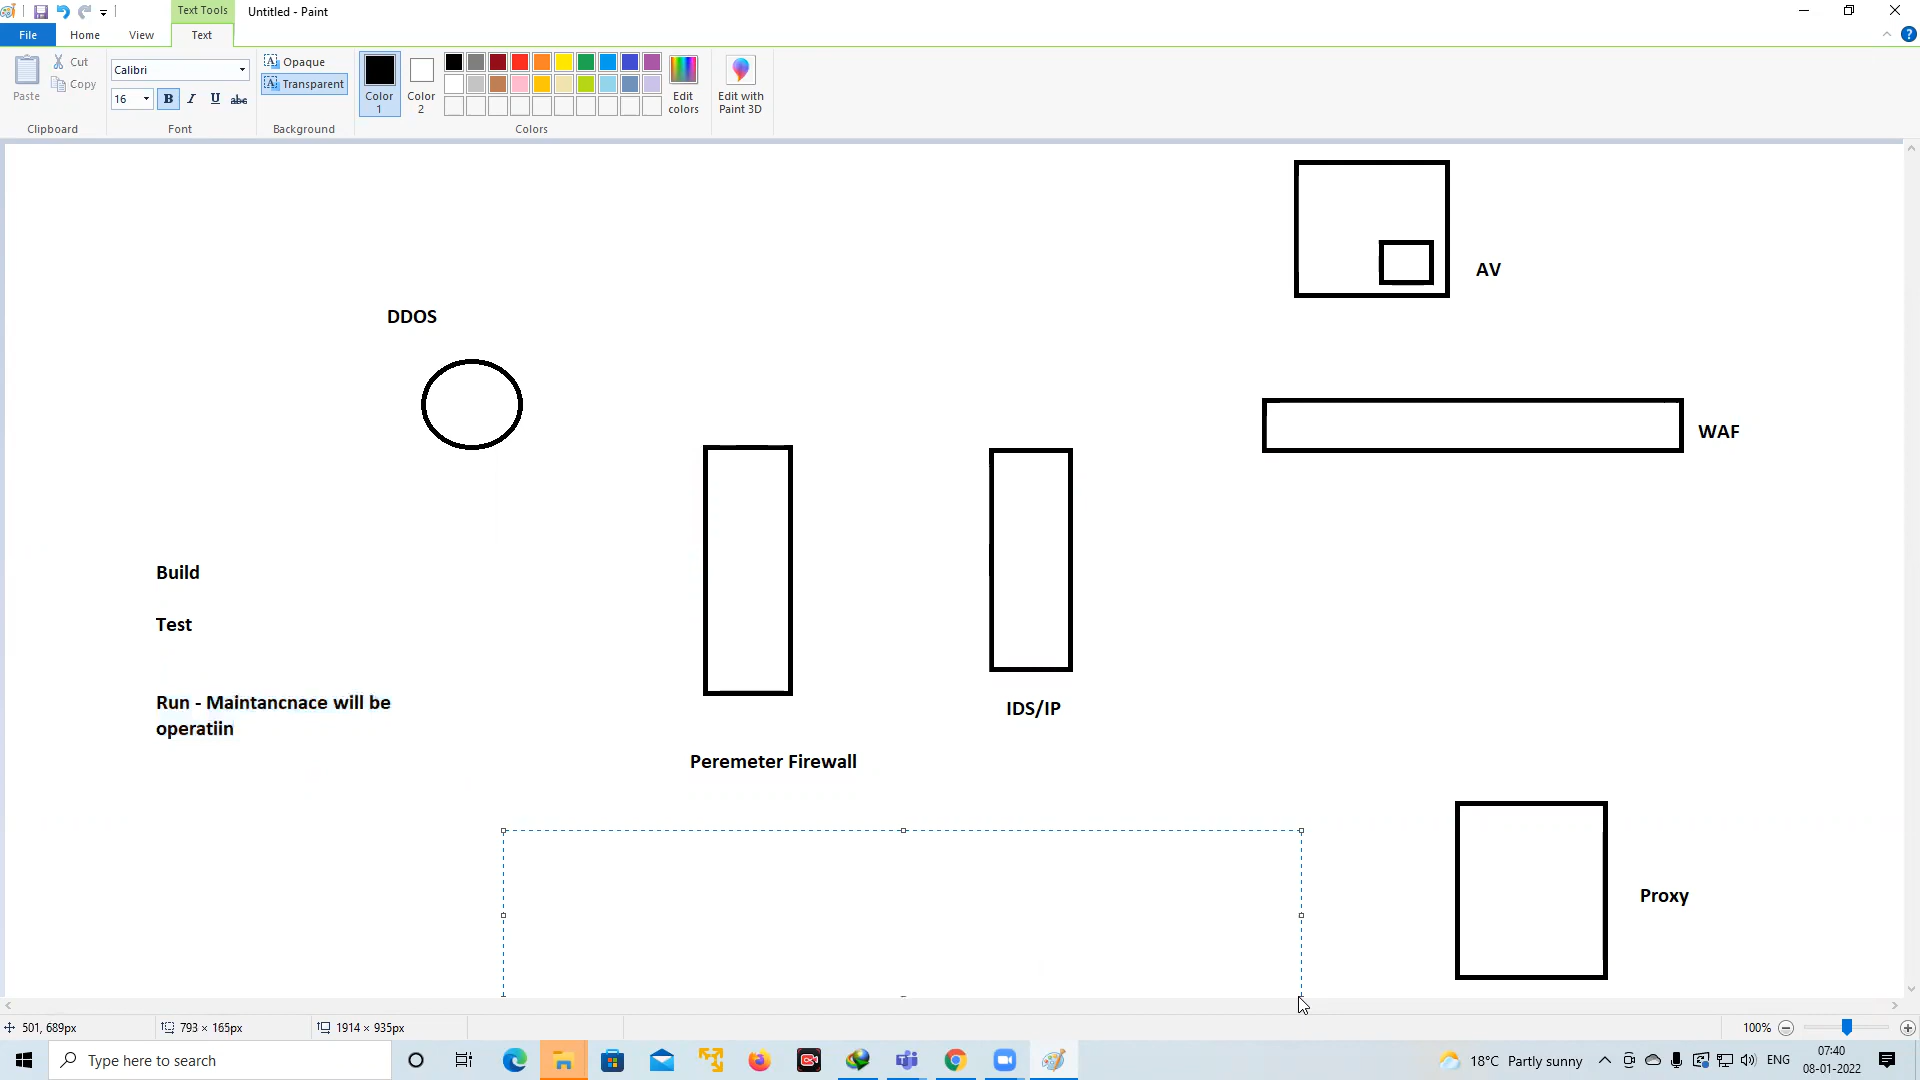 Text Tools
Untitled - Paint
File
Home
View
Text
Paste
Cut
Copy
Clipboard
Calibri
16
B
I
U
abc
Font
Opaque
Transparent
Background
Color
1
Color
2
Edit
colors
Colors
Edit with
Paint 3D
AV
DDOS
WAF
Build
Test
Run - Maintancnace will be
operatiin
IDS/IP
Peremeter Firewall
Proxy
501, 689px
793 × 165px
1914 × 935px
100%
Type here to search
18°C Partly sunny
ENG
07:40
08-01-2022